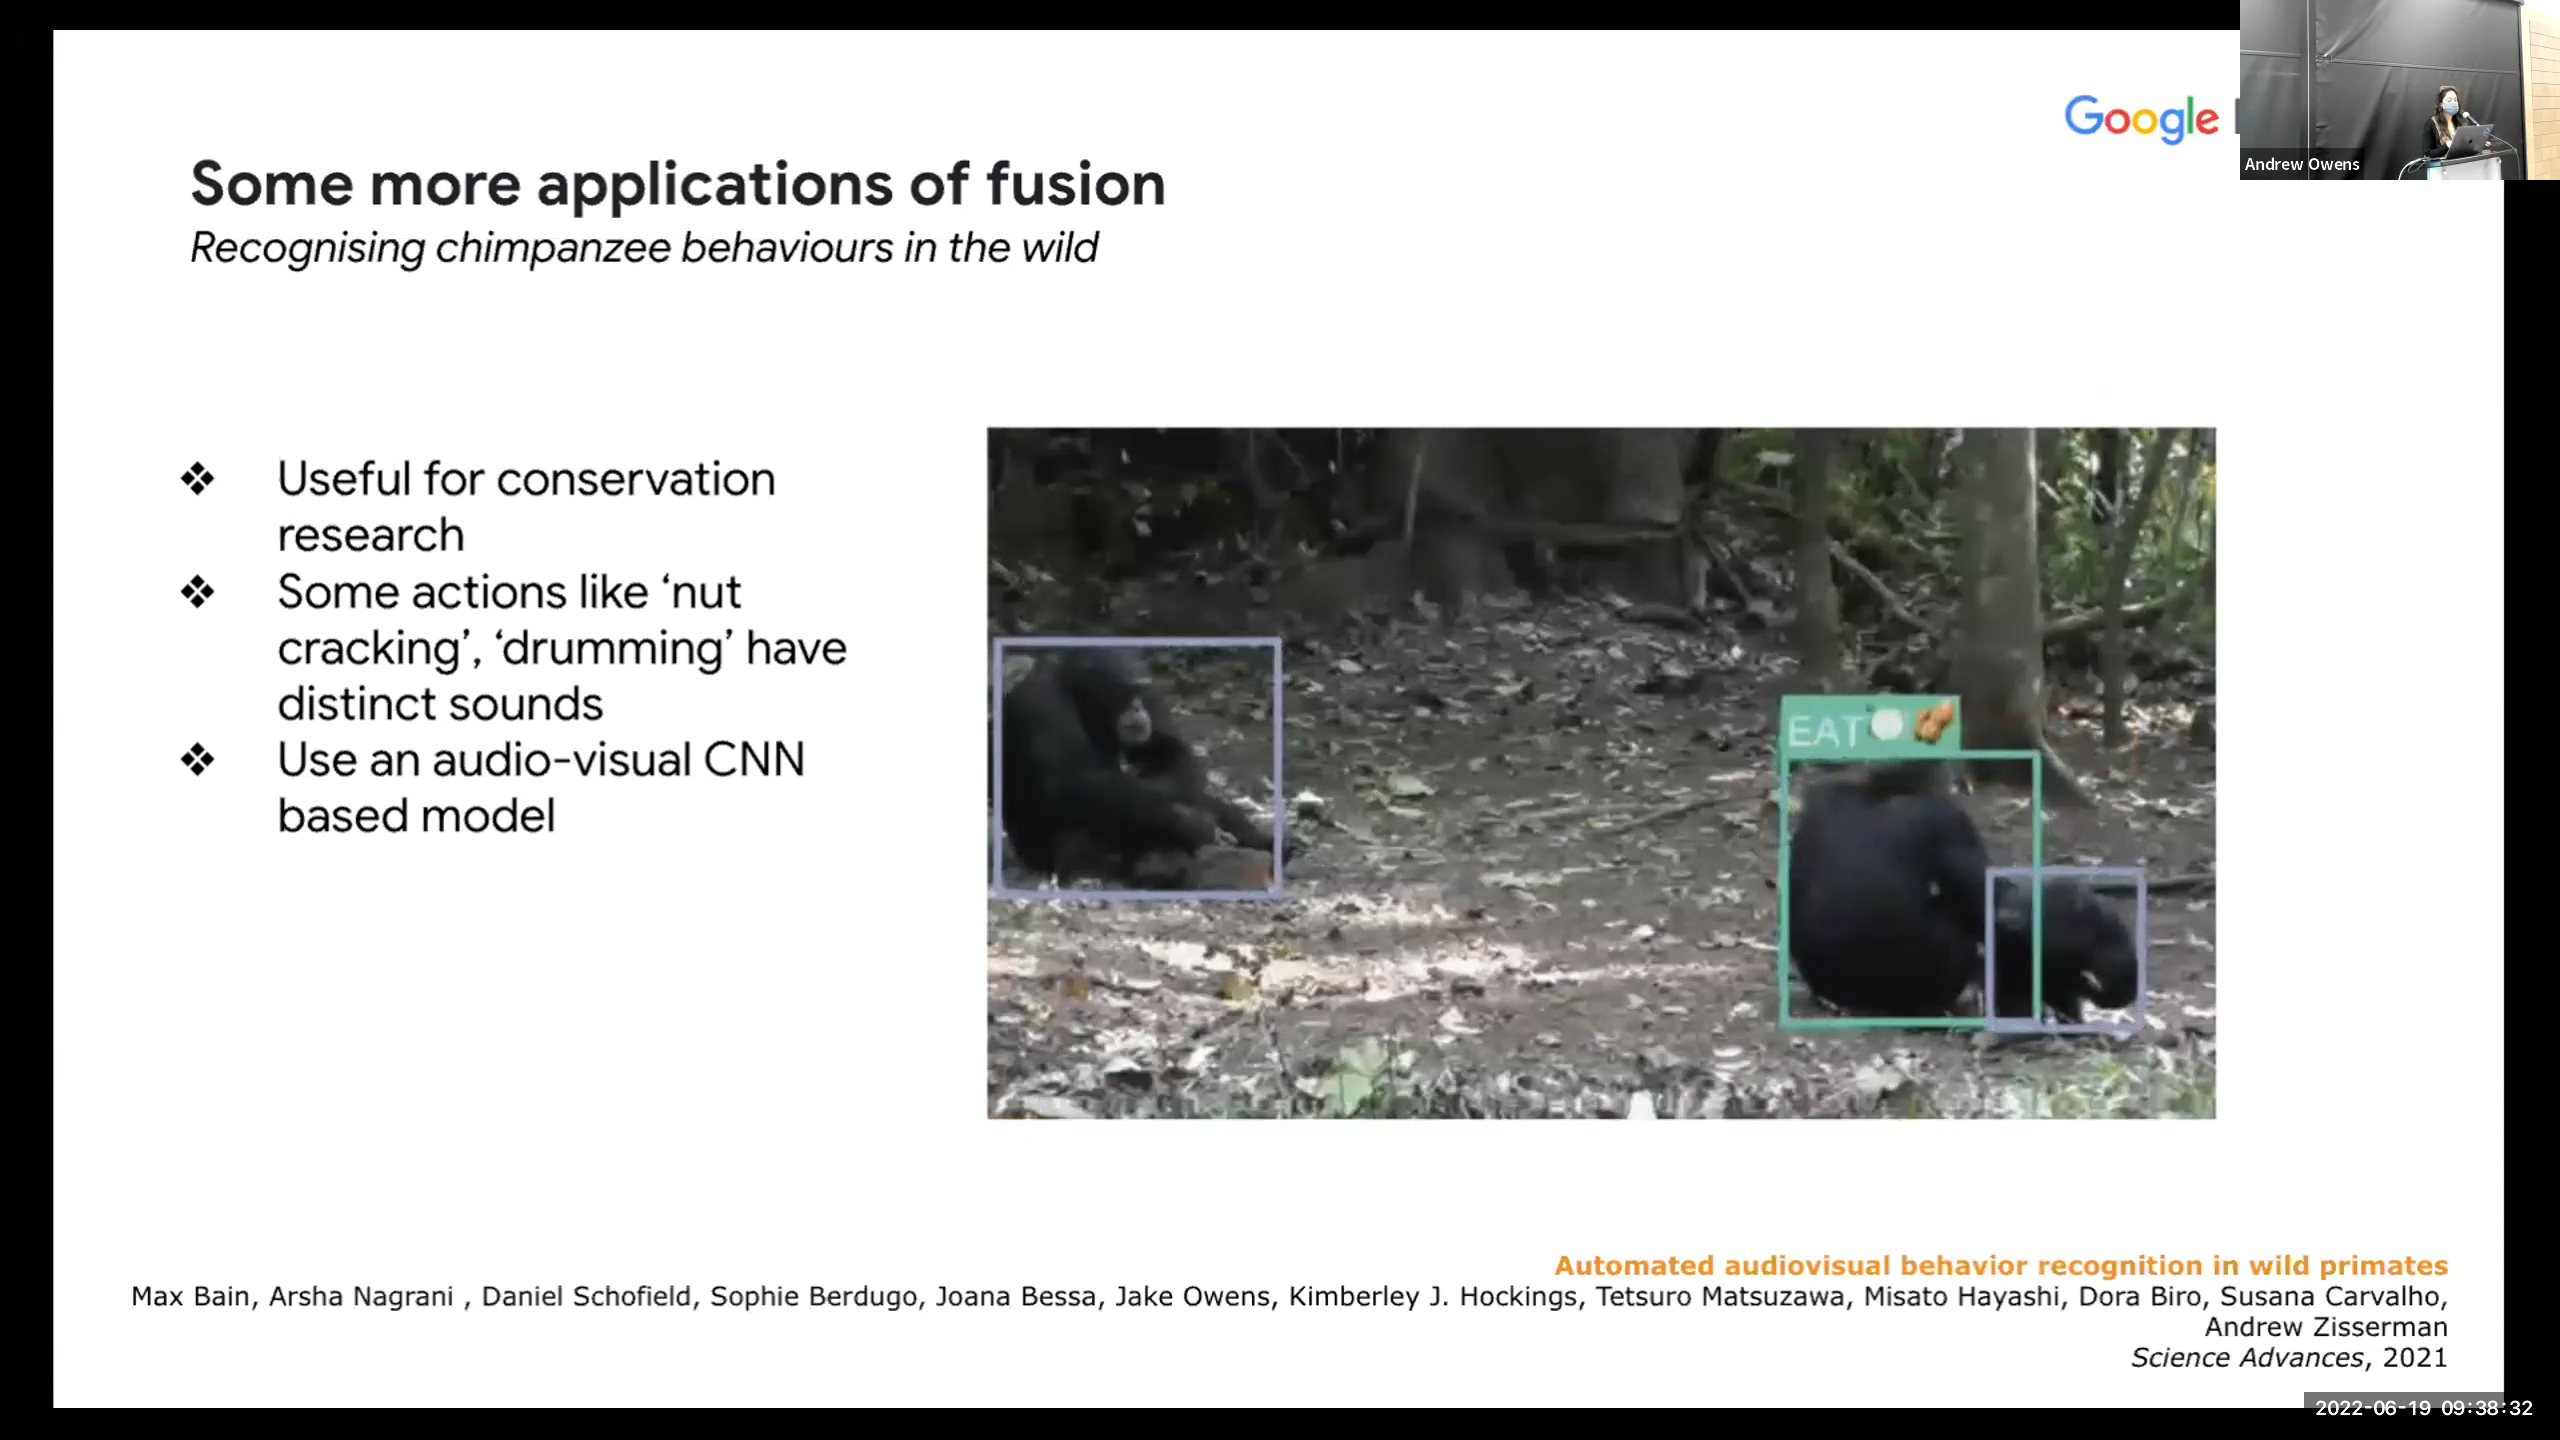 Google
Andrew Owens
Some more applications of fusion
Recognising chimpanzee behaviours in the wild
❖ Useful for conservation
research
❖ Some actions like ‘nut
cracking’, ‘drumming’ have
distinct sounds
❖ Use an audio-visual CNN
based model
EAT
Automated audiovisual behavior recognition in wild primates
Max Bain, Arsha Nagrani , Daniel Schofield, Sophie Berdugo, Joana Bessa, Jake Owens, Kimberley J. Hockings, Tetsuro Matsuzawa, Misato Hayashi, Dora Biro, Susana Carvalho,
Andrew Zisserman
Science Advances, 2021
2022-06-19 09:38:32